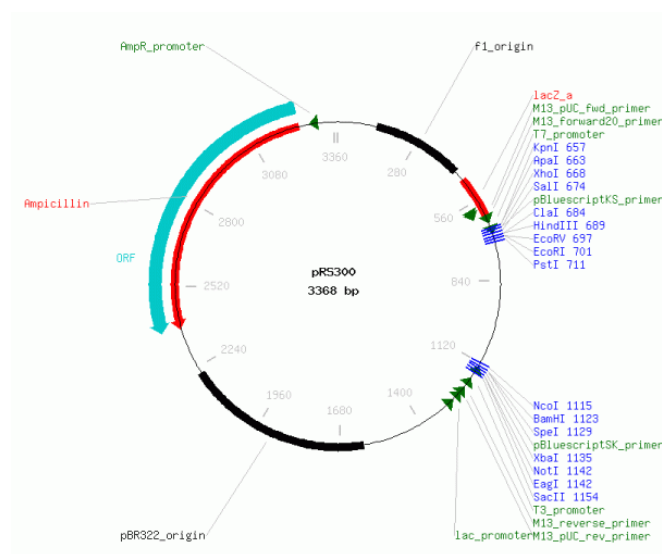 AmpR_promoter
f1_origin
lacZ_a
M13_pUC_fwd_primer
M13_forward20_primer
T7_promoter
KpnI 657
ApaI 663
XhoI 668
SalI 674
pBluescriptKS_primer
ClaI 684
HindIII 689
EcoRV 697
EcoRI 701
PstI 711
3360
280
3080
560
Ampicillin
2800
ORF
pRS300
3368 bp
2520
840
2240
1120
1960
1680
1400
NcoI 1115
BamHI 1123
SpeI 1129
pBluescriptSK_primer
XbaI 1135
NotI 1142
EagI 1142
SacII 1154
T3_promoter
M13_reverse_primer
pBR322_origin
lac_promoter
M13_pUC_rev_primer